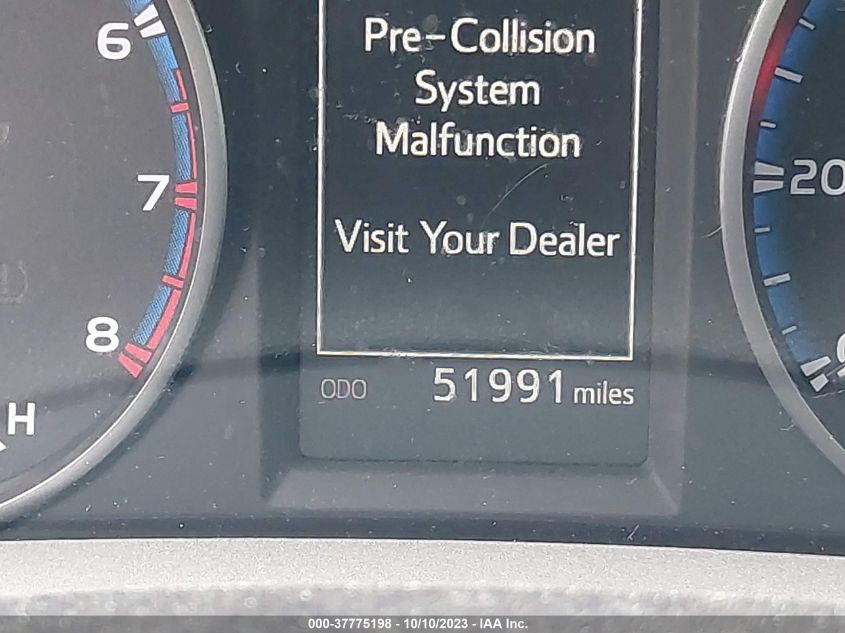 Pre-Collision
System
Malfunction
Visit Your Dealer
ODO 51991 miles
6
7
8
H
20
000-37775198 - 10/10/2023 - IAA Inc.